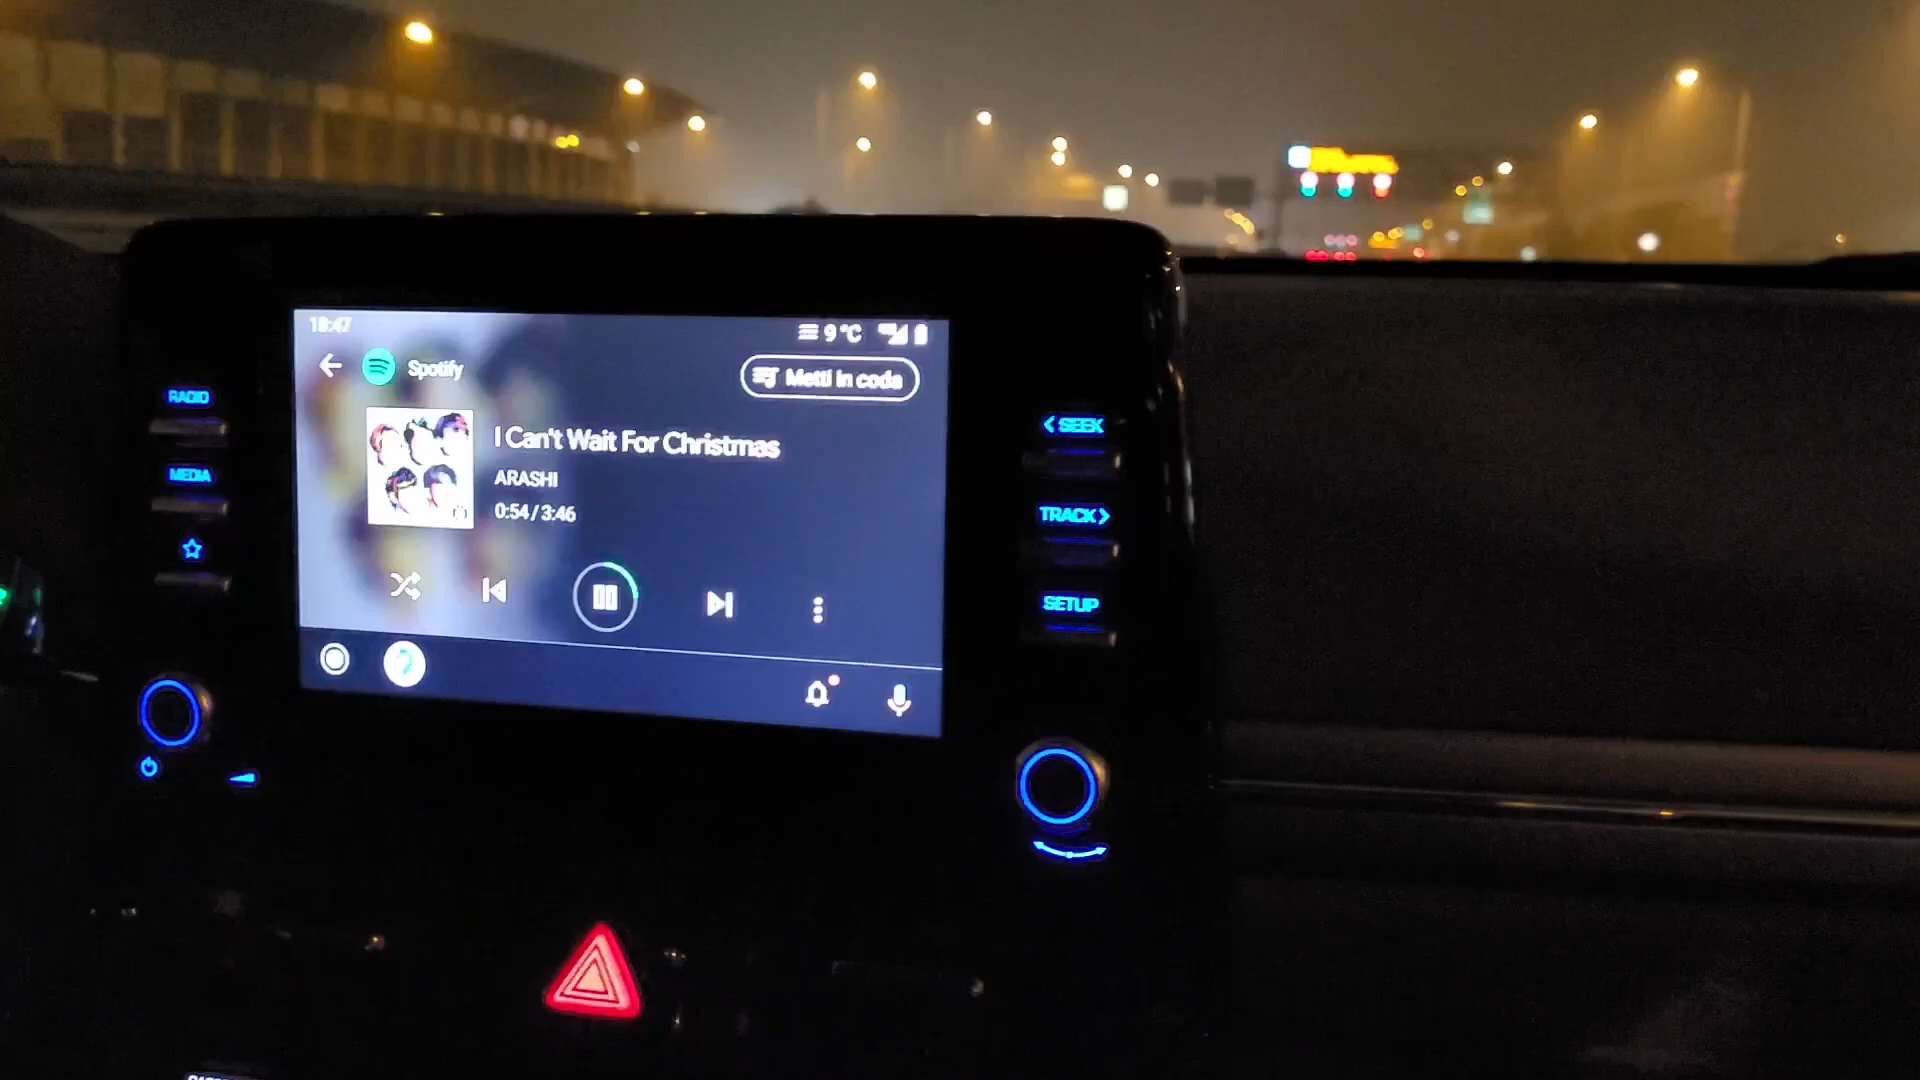 18:47
9°C
Spotify
Metti in coda
I Can't Wait For Christmas
ARASHI
0:54 / 3:46
RADIO
MEDIA
< SEEK
TRACK >
SETUP